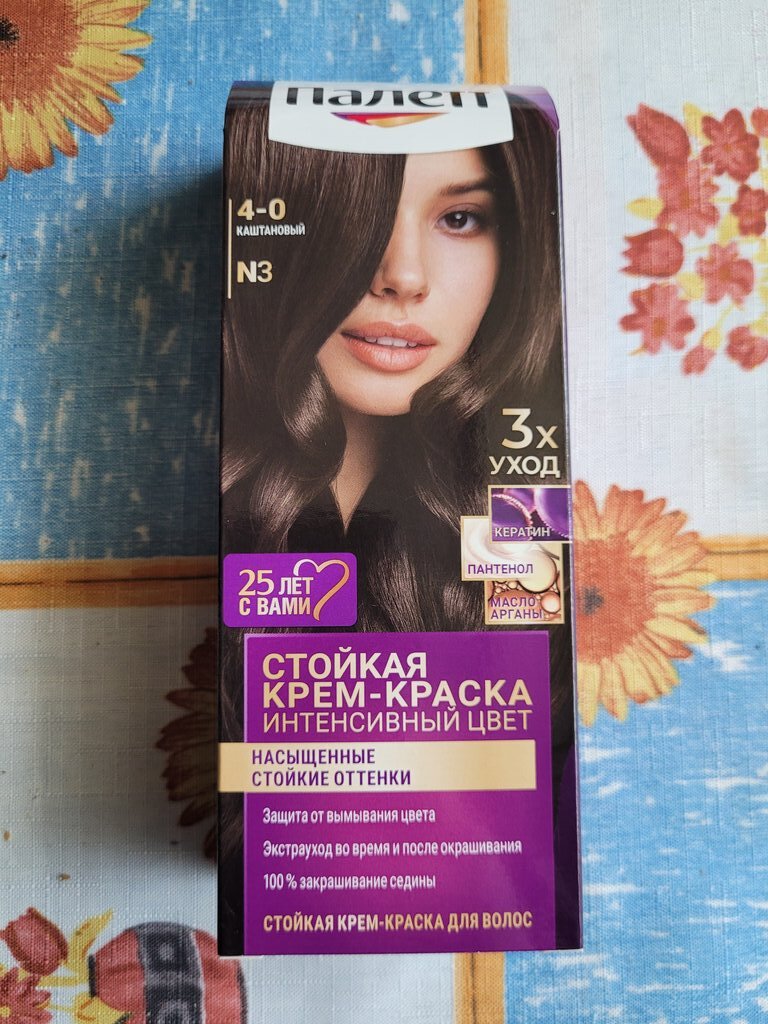 палетт
4-0
КАШТАНОВЫЙ
N3
3x
УХОД
КЕРАТИН
ПАНТЕНОЛ
МАСЛО
АРГАНЫ
25 ЛЕТ
С ВАМИ
СТОЙКАЯ
КРЕМ-КРАСКА
ИНТЕНСИВНЫЙ ЦВЕТ
НАСЫЩЕННЫЕ
СТОЙКИЕ ОТТЕНКИ
Защита от вымывания цвета
Экстрауход во время и после окрашивания
100 % закрашивание седины
СТОЙКАЯ КРЕМ-КРАСКА ДЛЯ ВОЛОС